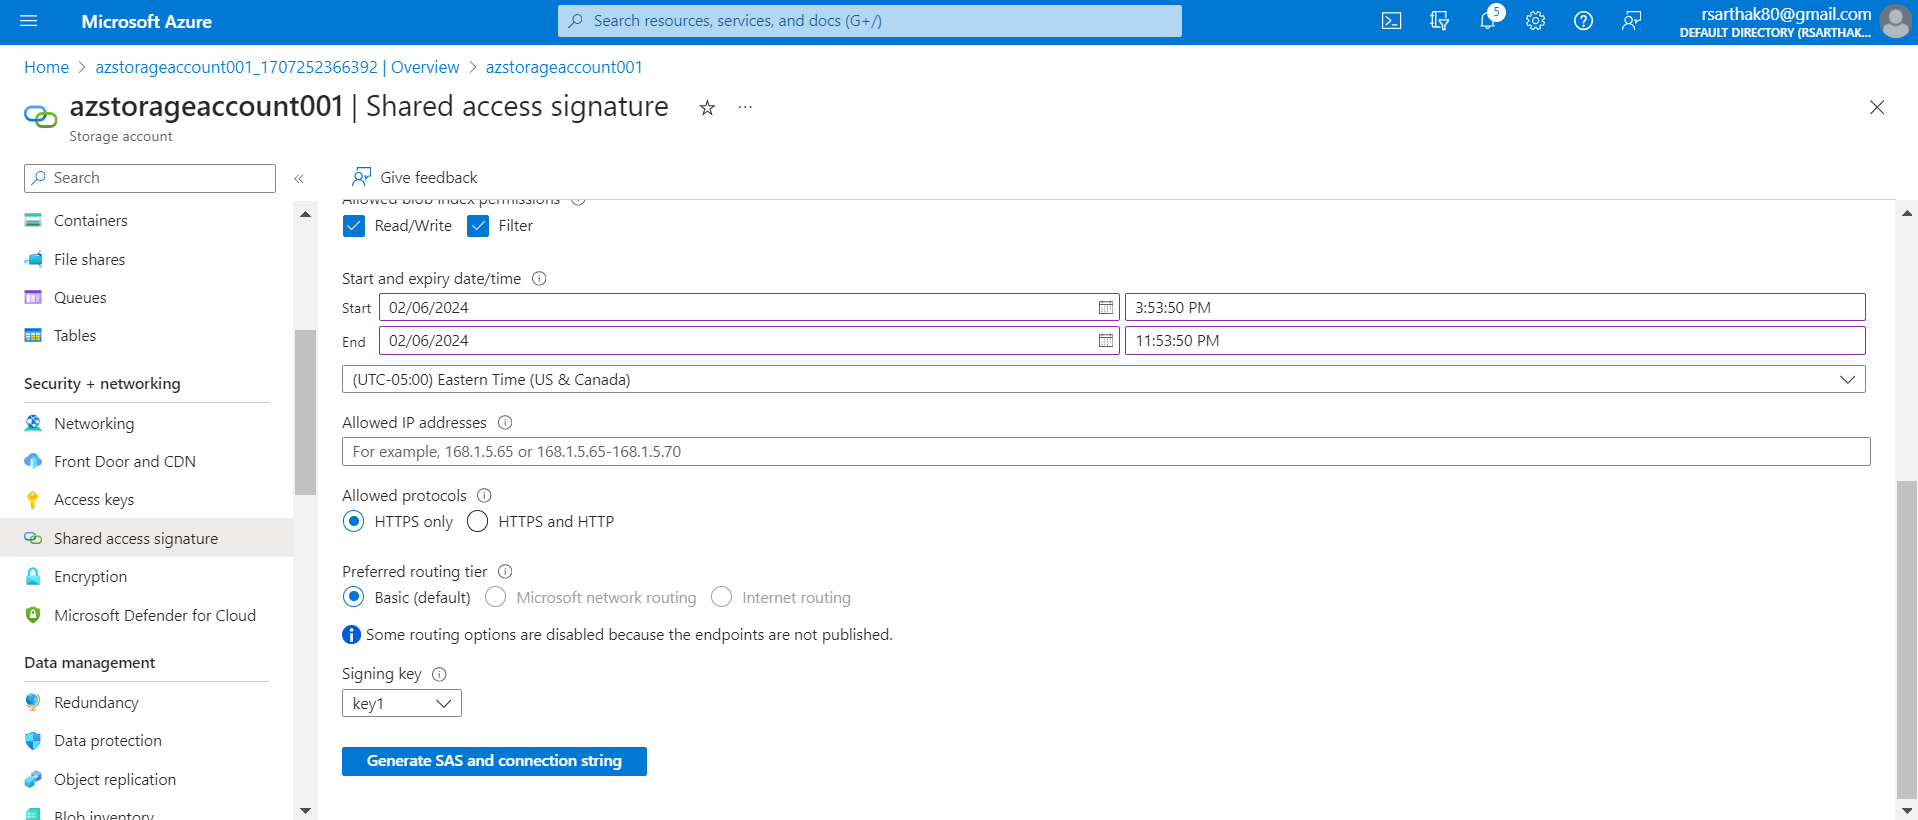 Microsoft Azure
Search resources, services, and docs (G+/)
5
rsarthak80@gmail.com
DEFAULT DIRECTORY (RSARTHAK...
Home > azstorageaccount001_1707252366392 | Overview > azstorageaccount001
azstorageaccount001 | Shared access signature
Storage account
Search
Give feedback
Containers
File shares
Queues
Tables
Security + networking
Networking
Front Door and CDN
Access keys
Shared access signature
Encryption
Microsoft Defender for Cloud
Data management
Redundancy
Data protection
Object replication
Blob inventory
Allowed blob index permissions
Read/Write Filter
Start and expiry date/time
Start 02/06/2024 3:53:50 PM
End 02/06/2024 11:53:50 PM
(UTC-05:00) Eastern Time (US & Canada)
Allowed IP addresses
For example, 168.1.5.65 or 168.1.5.65-168.1.5.70
Allowed protocols
HTTPS only HTTPS and HTTP
Preferred routing tier
Basic (default) Microsoft network routing Internet routing
Some routing options are disabled because the endpoints are not published.
Signing key
key1
Generate SAS and connection string